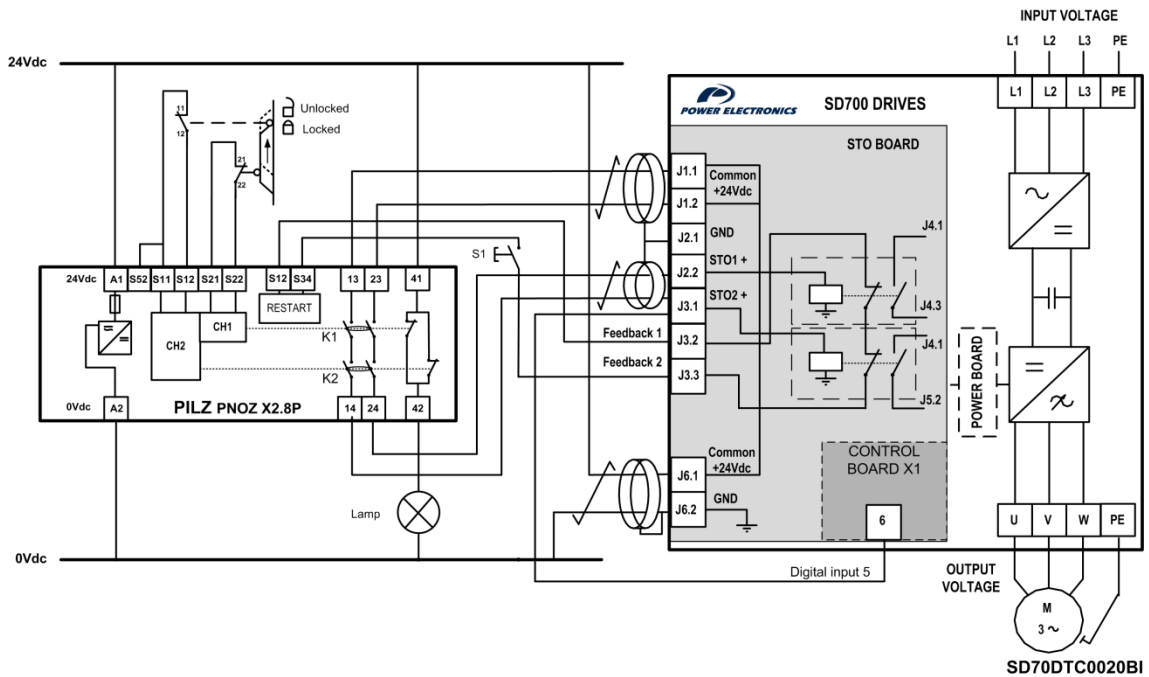 INPUT VOLTAGE
L1 L2 L3 PE
24Vdc
L1 L2 L3 PE
POWER ELECTRONICS
SD700 DRIVES
STO BOARD
11
12
Unlocked
Locked
21
22
J1.1 Common
+24Vdc
J1.2
J2.1 GND
J4.1
S1
J2.2 STO1 +
24Vdc A1 S52 S11 S12 S21 S22 S12 S34 13 23 41
RESTART
J3.1 STO2 +
J4.3
CH1
CH2
K1
Feedback 1 J3.2
J4.1
Feedback 2 J3.3
K2
J5.2
POWER BOARD
0Vdc A2 PILZ PNOZ X2.8P 14 24 42
Common
+24Vdc
J6.1
J6.2 GND
CONTROL
BOARD X1
6
Lamp
U V W PE
0Vdc
Digital input 5
OUTPUT
VOLTAGE
M
3 ~
SD70DTC0020BI